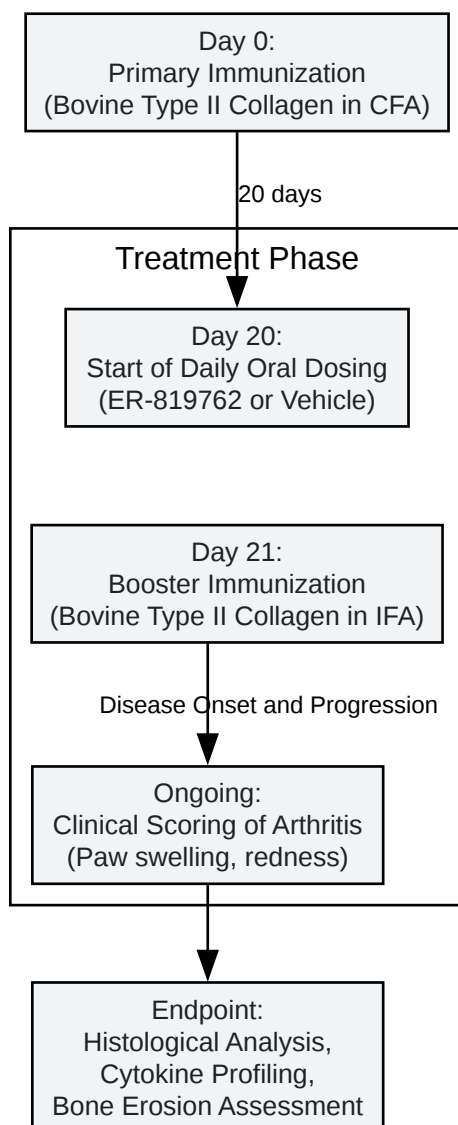 Day 0:
Primary Immunization
(Bovine Type II Collagen in CFA)
20 days
Treatment Phase
Day 20:
Start of Daily Oral Dosing
(ER-819762 or Vehicle)
Day 21:
Booster Immunization
(Bovine Type II Collagen in IFA)
Disease Onset and Progression
Ongoing:
Clinical Scoring of Arthritis
(Paw swelling, redness)
Endpoint:
Histological Analysis,
Cytokine Profiling,
Bone Erosion Assessment